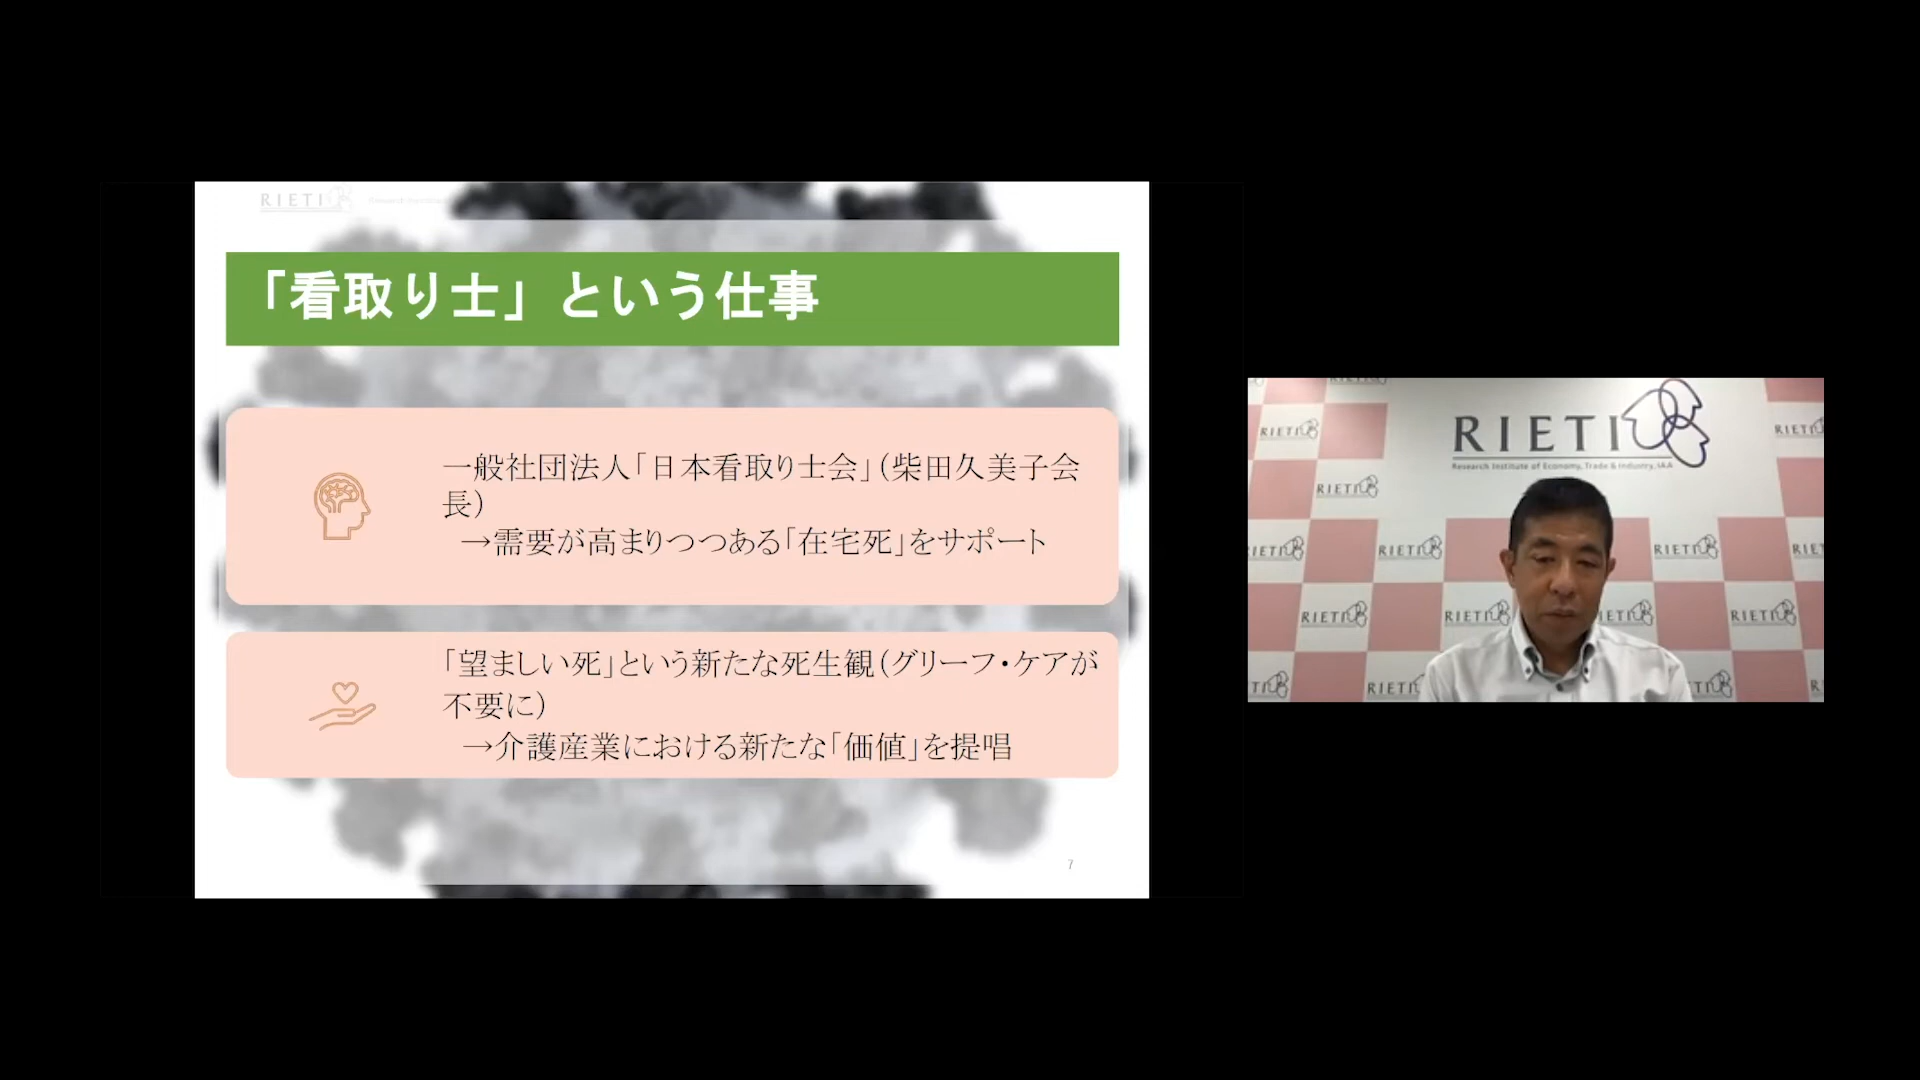 RIETI
「看取り士」という仕事
一般社団法人「日本看取り士会」（柴田久美子会
長）
→需要が高まりつつある「在宅死」をサポート
「望ましい死」という新たな死生観（グリーフ・ケアが
不要に）
→介護産業における新たな「価値」を提唱
7
RIETI
Research Institute of Economy, Trade & Industry, IAA
RIETI
RIETI
RIETI
RIETI
RIETI
RIETI
RIETI
RIETI
RIETI
RIETI